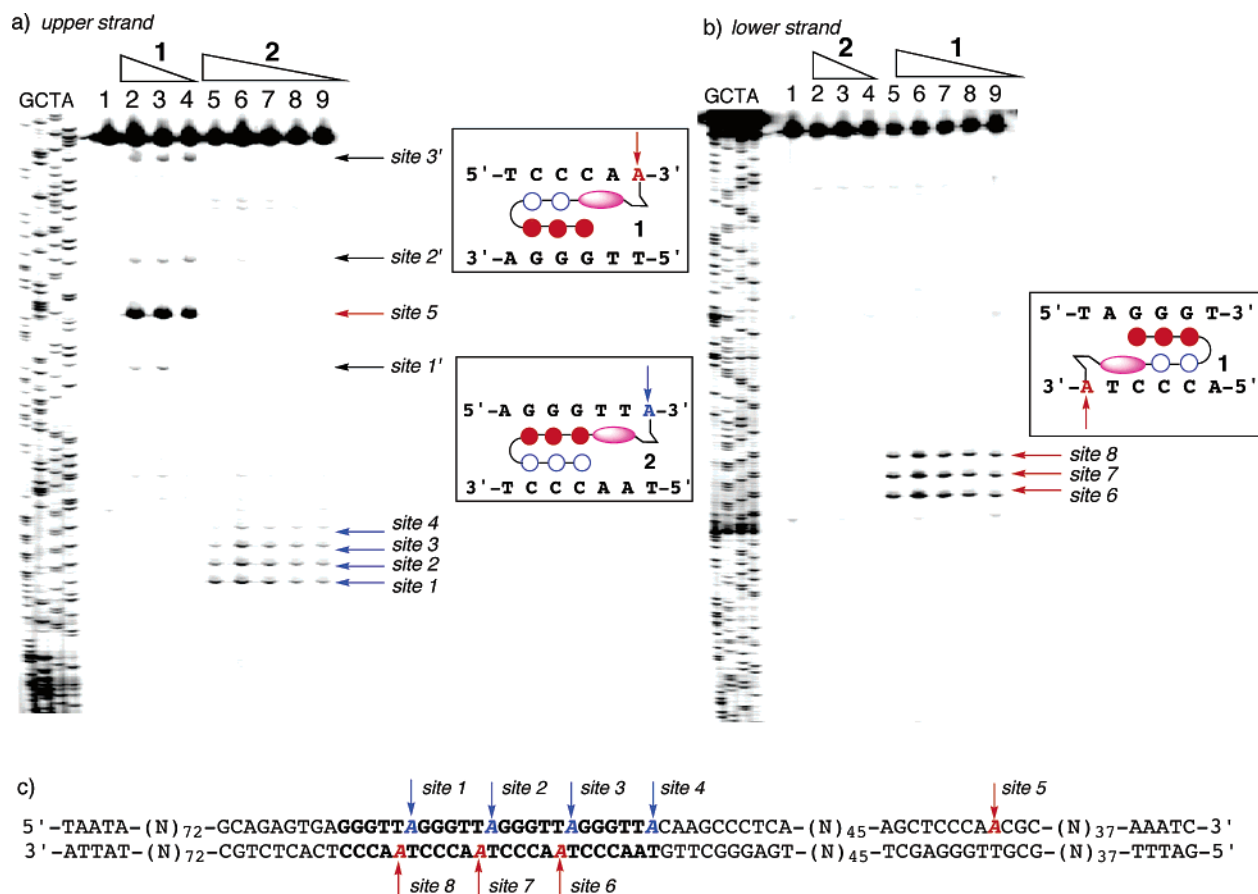 a) upper strand
1 2
GCTA 1 2 3 4 5 6 7 8 9
site 3'
site 2'
site 5
site 1'
site 4
site 3
site 2
site 1
5'-T C C C A A-3'
1
3'-A G G G T T-5'
5'-A G G G T T A-3'
2
3'-T C C C A A T-5'
b) lower strand
2 1
GCTA 1 2 3 4 5 6 7 8 9
5'-T A G G G T-3'
1
3'-A T C C C A-5'
site 8
site 7
site 6
c)
site 1 site 2 site 3 site 4 site 5
5'-TAATA-(N)72-GCAGAGTGAGGGTTAGGGTTAGGGTTAGGGTTACAAGCCCTCA-(N)45-AGCTCCCAACGC-(N)37-AAATC-3'
3'-ATTAT-(N)72-CGTCTCACTCCCAATCCCAATCCCAATCCCAATGTTCGGGAGT-(N)45-TCGAGGGTTGCG-(N)37-TTTAG-5'
site 8 site 7 site 6